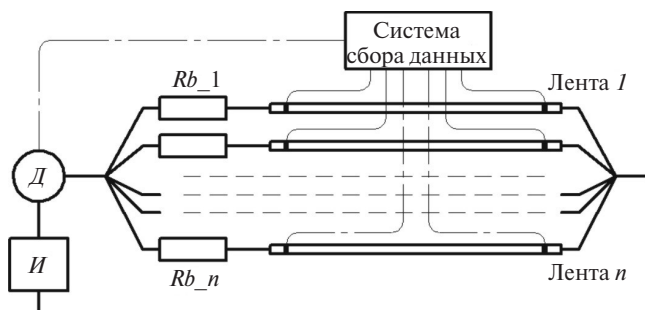 Система
сбора данных
Rb_1
Лента 1
Д
И
Rb_n
Лента n